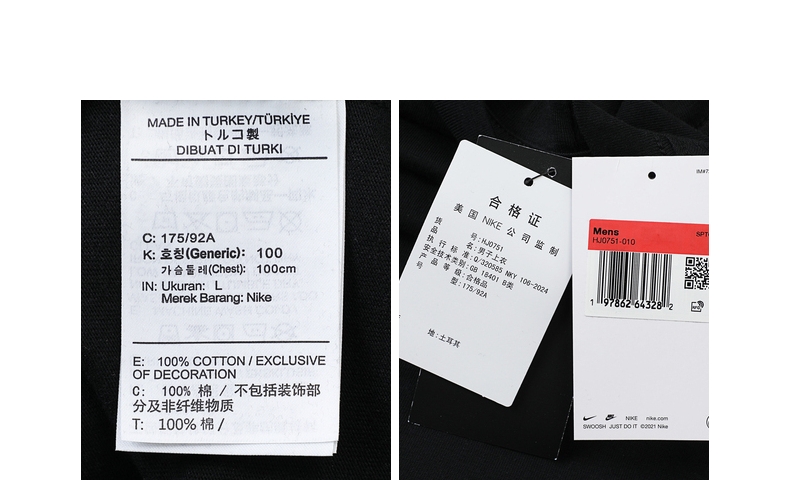 MADE IN TURKEY/TÜRKİYE
トルコ製
DIBUAT DI TURKI
C: 175/92A
K: 호칭(Generic): 100
가슴둘레(Chest): 100cm
IN: Ukuran: L
Merek Barang: Nike
E: 100% COTTON / EXCLUSIVE
OF DECORATION
C: 100% 棉 / 不包括装饰部
分及非纤维物质
T: 100% 棉 /
合格证
美国 NIKE 公司监制
货 号:HJ0751
品 名:男子上衣
执行标准:Q/320585 NKY 106-2024
安全技术类别:GB 18401 B类
产品等级:合格品
号 型:175/92A
地:土耳其
Mens
HJ0751-010
SPT
1 97862 64328 2
NIKE nike.com
SWOOSH JUST DO IT ©2021 Nike